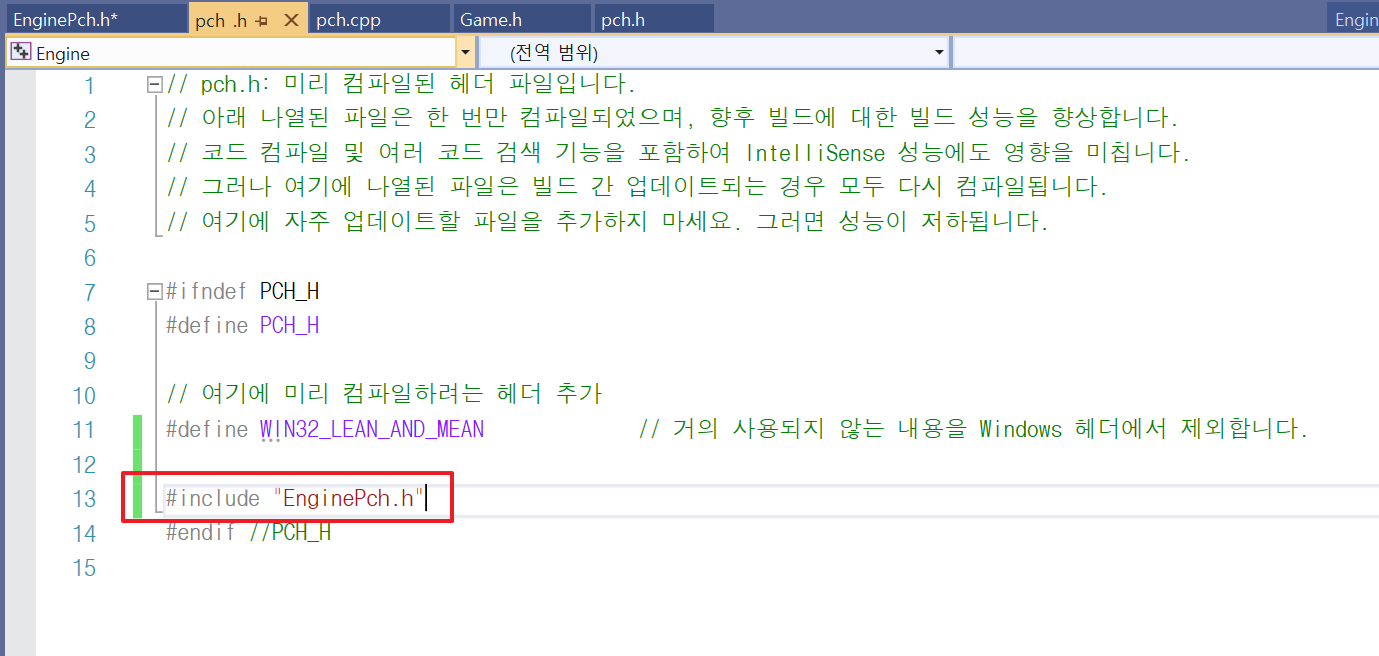 EnginePch.h*
pch .h
pch.cpp
Game.h
pch.h
Engin
Engine
(전역 범위)
1 // pch.h: 미리 컴파일된 헤더 파일입니다.
2 // 아래 나열된 파일은 한 번만 컴파일되었으며, 향후 빌드에 대한 빌드 성능을 향상합니다.
3 // 코드 컴파일 및 여러 코드 검색 기능을 포함하여 IntelliSense 성능에도 영향을 미칩니다.
4 // 그러나 여기에 나열된 파일은 빌드 간 업데이트되는 경우 모두 다시 컴파일됩니다.
5 // 여기에 자주 업데이트할 파일을 추가하지 마세요. 그러면 성능이 저하됩니다.
6
7 #ifndef PCH_H
8 #define PCH_H
9
10 // 여기에 미리 컴파일하려는 헤더 추가
11 #define WIN32_LEAN_AND_MEAN // 거의 사용되지 않는 내용을 Windows 헤더에서 제외합니다.
12
13 #include "EnginePch.h"
14 #endif //PCH_H
15